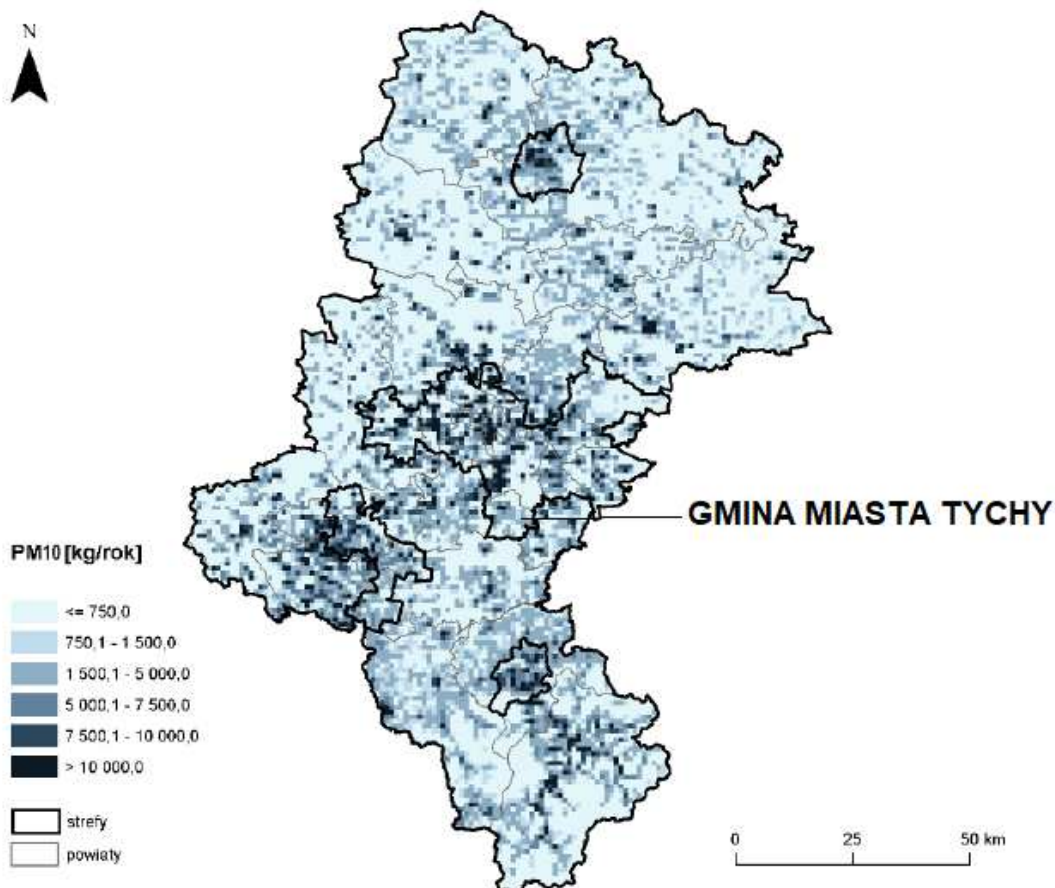 N
GMINA MIASTA TYCHY
PM10 [kg/rok]
<= 750,0
750,1 - 1 500,0
1 500,1 - 5 000,0
5 000,1 - 7 500,0
7 500,1 - 10 000,0
> 10 000,0
strefy
powiaty
0 25 50 km